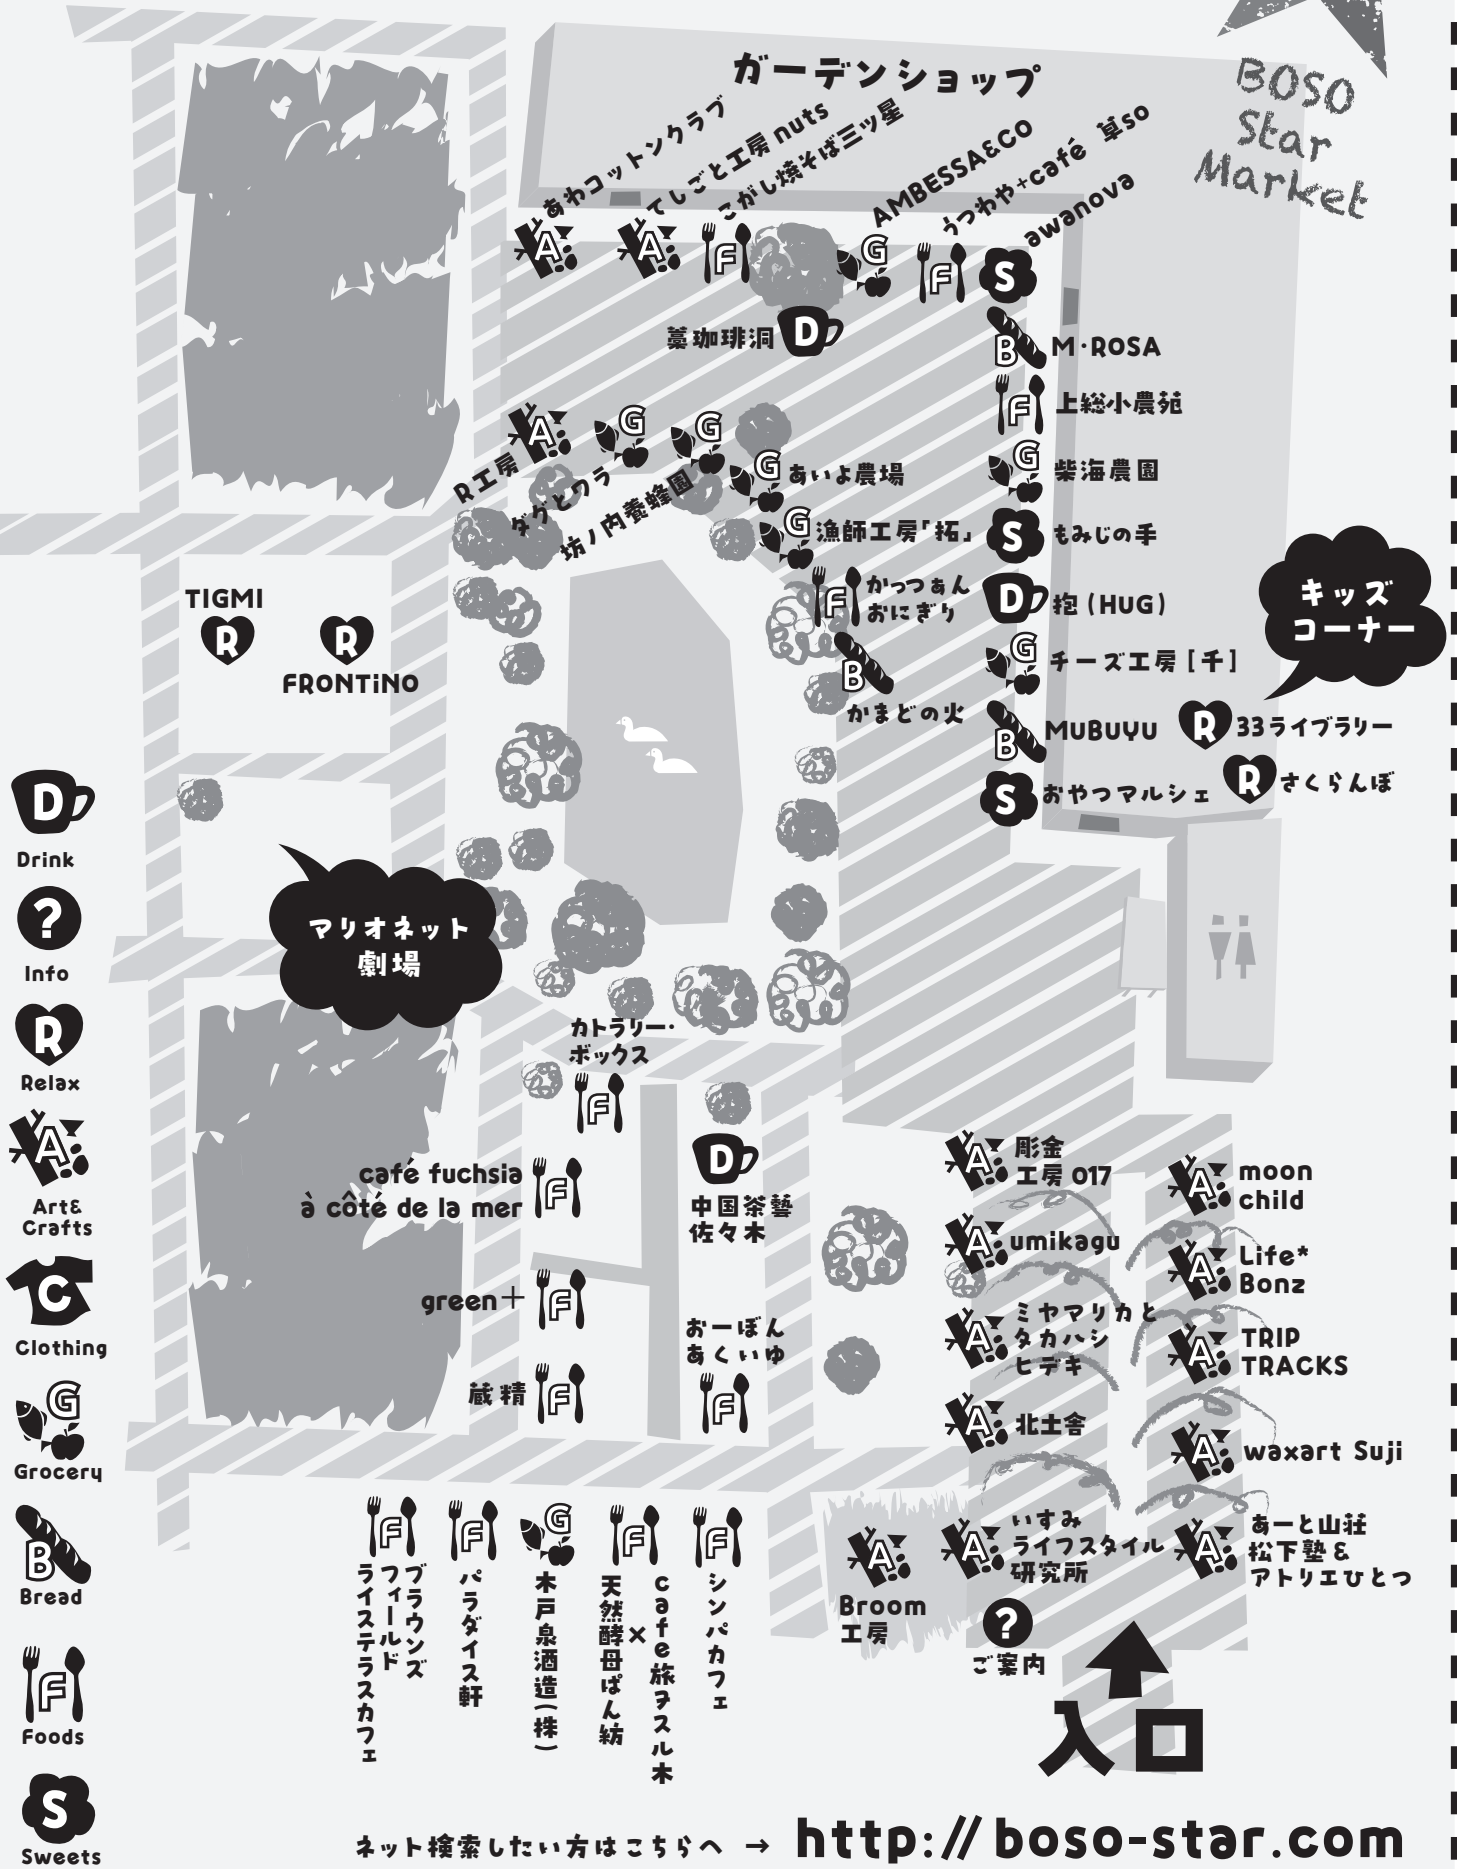 BOSO
Star
Market
ガーデンショップ
あわコットンクラブ
てしごと工房 nuts
こがし焼そば三ツ星
AMBESSA&CO
うつわや+café 草so
awanova
A
A
F
G
F
S
藁珈琲洞
D
B
M·ROSA
F
上総小農苑
A
G
G
R工房
ダグとワラ
坊ノ内養蜂園
G
あいよ農場
G
柴海農園
G
漁師工房「拓」
S
もみじの手
F
かっつぁん
おにぎり
D
抱(HUG)
キッズ
コーナー
TIGMI
R
R
FRONTiNO
B
かまどの火
G
チーズ工房[千]
B
MUBUYU
R
33ライブラリー
S
おやつマルシェ
R
さくらんぼ
D
Drink
?
Info
R
Relax
A
Art&
Crafts
C
Clothing
G
Grocery
B
Bread
F
Foods
S
Sweets
マリオネット
劇場
カトラリー・
ボックス
F
café fuchsia
à côté de la mer
F
D
中国茶藝
佐々木
green+
F
おーぼん
あくいゆ
F
蔵精
F
A
彫金
工房 017
A
moon
child
A
umikagu
A
Life*
Bonz
A
ミヤマリカと
タカハシ
ヒデキ
A
TRIP
TRACKS
A
北土舎
A
waxart Suji
A
いすみ
ライフスタイル
研究所
A
あーと山荘
松下塾&
アトリエひとつ
A
Broom
工房
?
ご案内
F
ブラウンズ
フィールド
ライステラスカフェ
F
パラダイス軒
G
木戸泉酒造(株)
F
天然酵母ぱん紡
×
cafe旅ヲスル木
F
シンパカフェ
入口
ネット検索したい方はこちらへ → http://boso-star.com